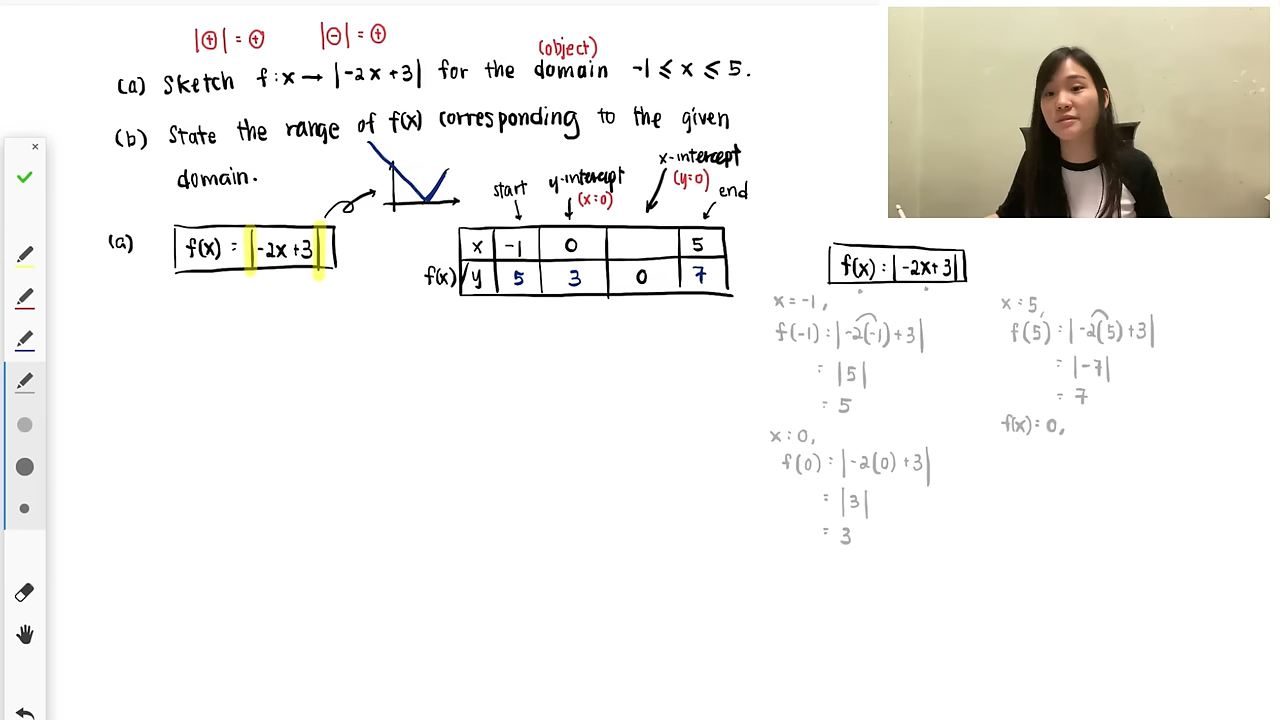 |⊕| = ⊕ |⊖| = ⊕
(object)
(a) Sketch f : x → |-2x + 3| for the domain -1 ≤ x ≤ 5.
(b) State the range of f(x) corresponding to the given
domain.
(a) f(x) = |-2x + 3|
start y-intercept (x=0) x-intercept (y=0) end
x -1 0 5
f(x)/y 5 3 0 7
f(x) = |-2x + 3|
x = -1,
f(-1) = |-2(-1) + 3|
= |5|
= 5
x = 0,
f(0) = |-2(0) + 3|
= |3|
= 3
x = 5,
f(5) = |-2(5) + 3|
= |-7|
= 7
f(x) = 0,